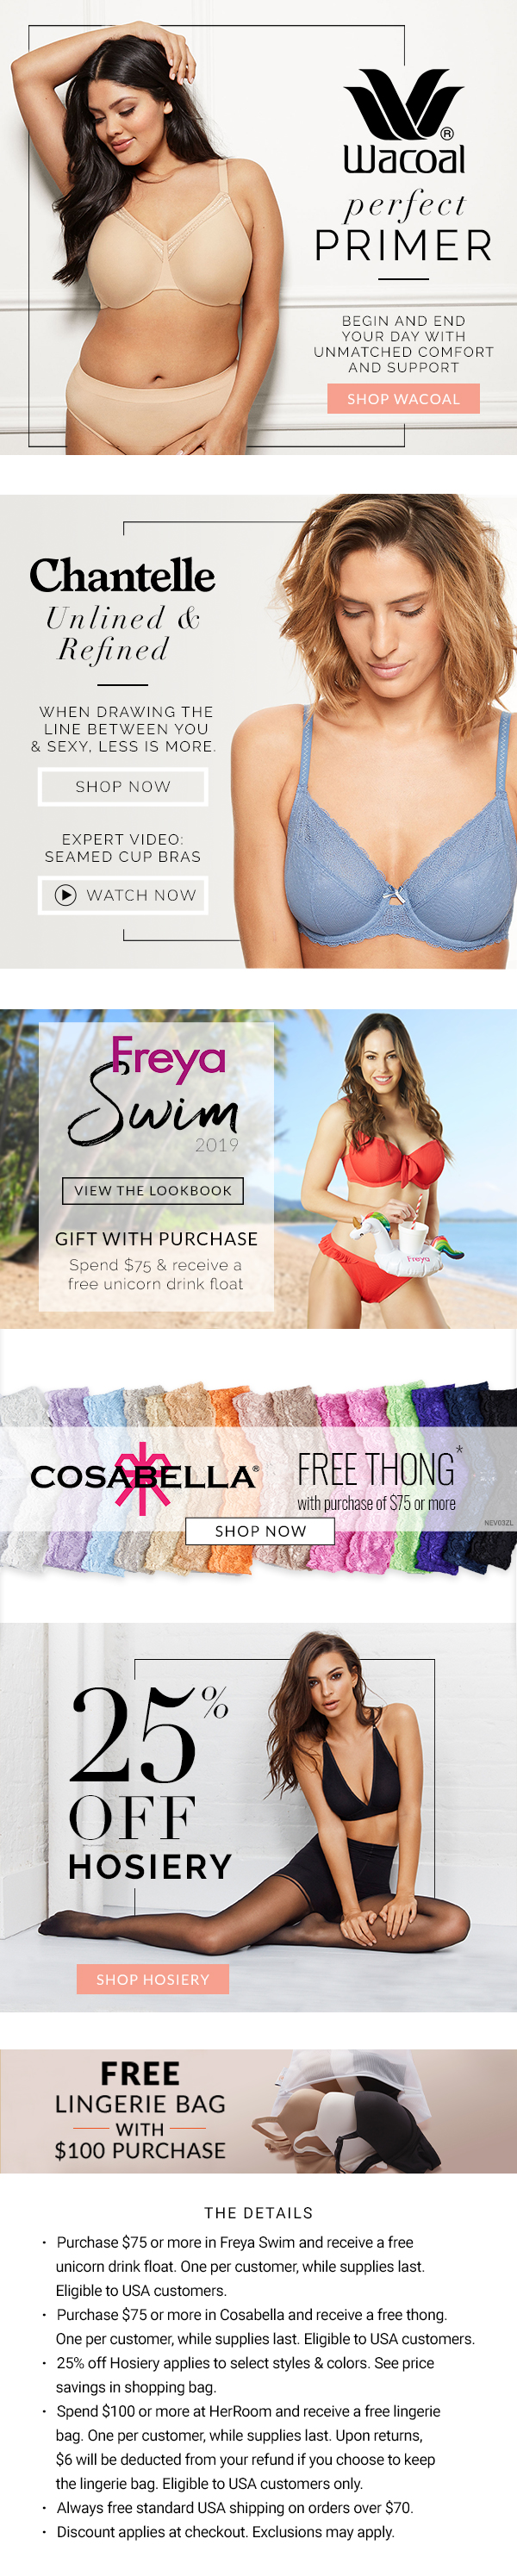 Wacoal®
perfect
PRIMER
BEGIN AND END
YOUR DAY WITH
UNMATCHED COMFORT
AND SUPPORT
SHOP WACOAL
Chantelle
Unlined &
Refined
WHEN DRAWING THE
LINE BETWEEN YOU
& SEXY, LESS IS MORE.
SHOP NOW
EXPERT VIDEO:
SEAMED CUP BRAS
WATCH NOW
Freya
Swim
2019
VIEW THE LOOKBOOK
GIFT WITH PURCHASE
Spend $75 & receive a
free unicorn drink float
Freya
COSABELLA®
FREE THONG*
with purchase of $75 or more
SHOP NOW
NEV03ZL
25%
OFF
HOSIERY
SHOP HOSIERY
FREE
LINGERIE BAG
WITH
$100 PURCHASE
THE DETAILS
• Purchase $75 or more in Freya Swim and receive a free
unicorn drink float. One per customer, while supplies last.
Eligible to USA customers.
• Purchase $75 or more in Cosabella and receive a free thong.
One per customer, while supplies last. Eligible to USA customers.
• 25% off Hosiery applies to select styles & colors. See price
savings in shopping bag.
• Spend $100 or more at HerRoom and receive a free lingerie
bag. One per customer, while supplies last. Upon returns,
$6 will be deducted from your refund if you choose to keep
the lingerie bag. Eligible to USA customers only.
• Always free standard USA shipping on orders over $70.
• Discount applies at checkout. Exclusions may apply.